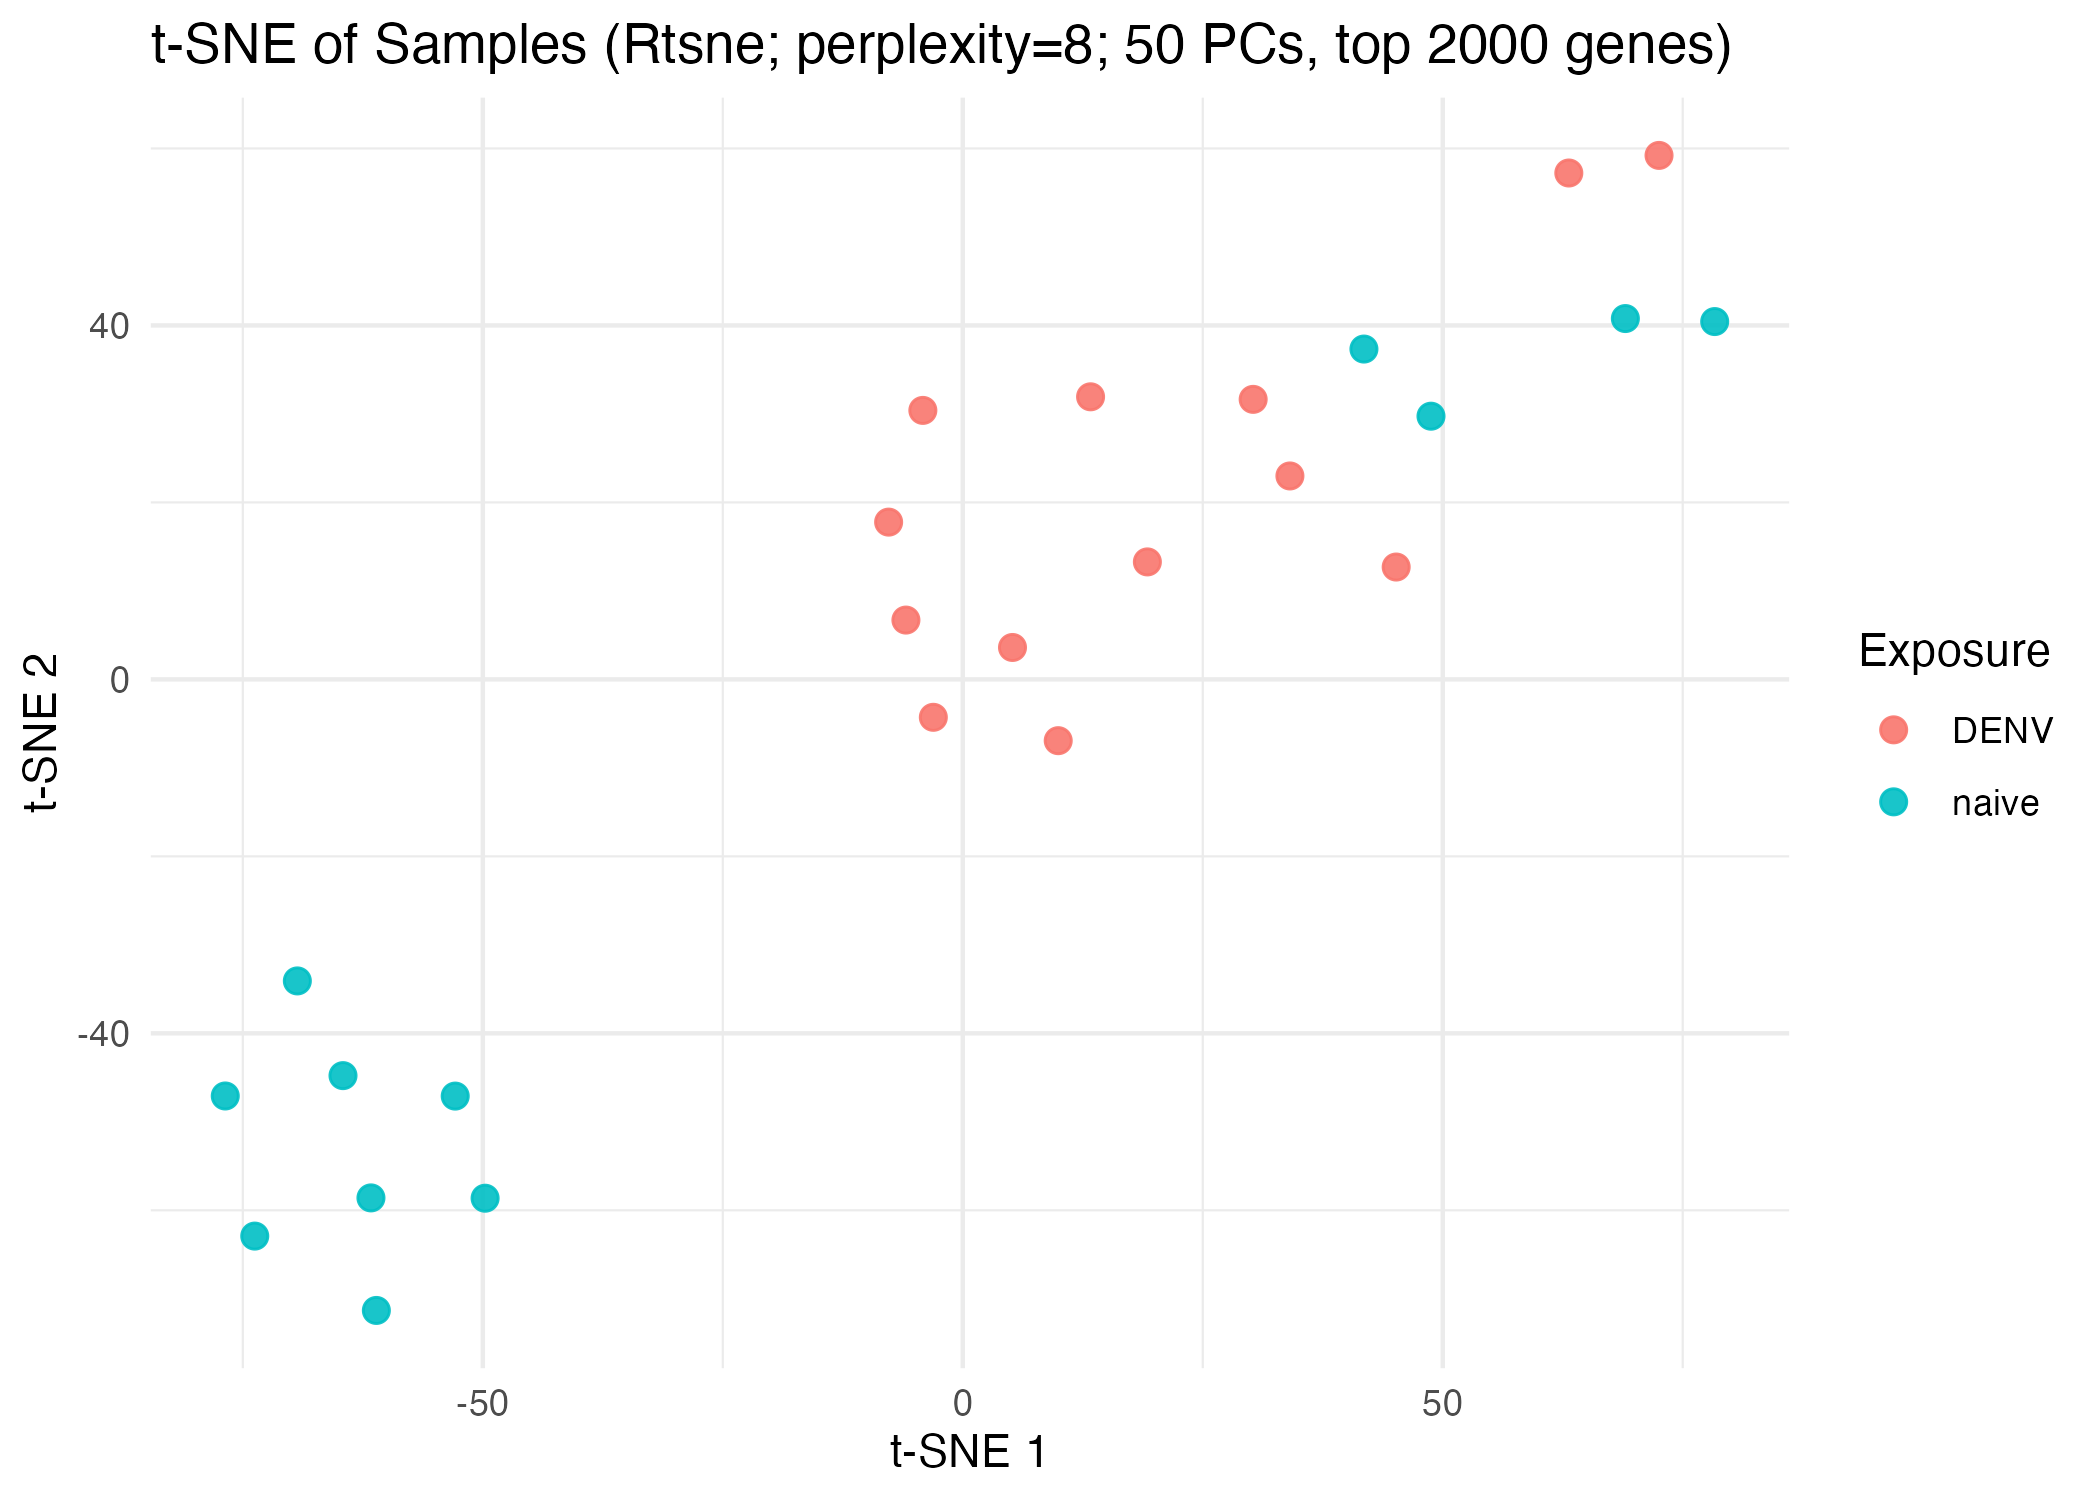 t-SNE of Samples (Rtsne; perplexity=8; 50 PCs, top 2000 genes)
40
0
-40
t-SNE 2
-50
0
50
t-SNE 1
Exposure
DENV
naive